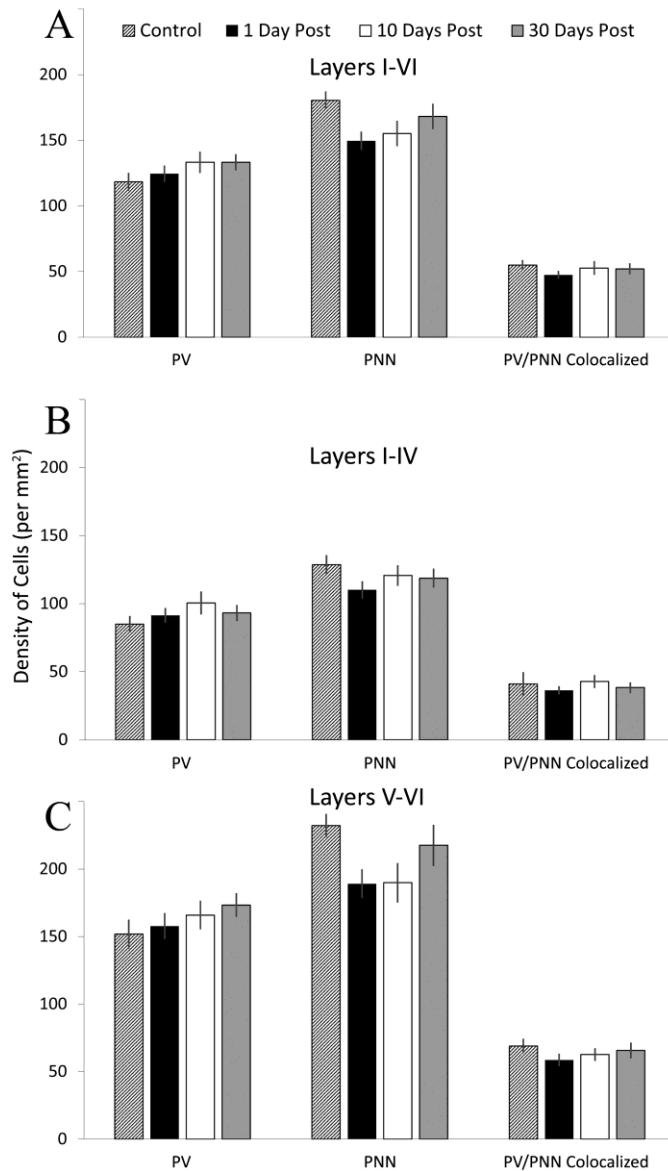 A
Control 1 Day Post 10 Days Post 30 Days Post
Layers I-VI
200
150
100
50
0
PV PNN PV/PNN Colocalized
B
Layers I-IV
Density of Cells (per mm²)
200
150
100
50
0
PV PNN PV/PNN Colocalized
Layers V-VI
C
200
150
100
50
0
PV PNN PV/PNN Colocalized